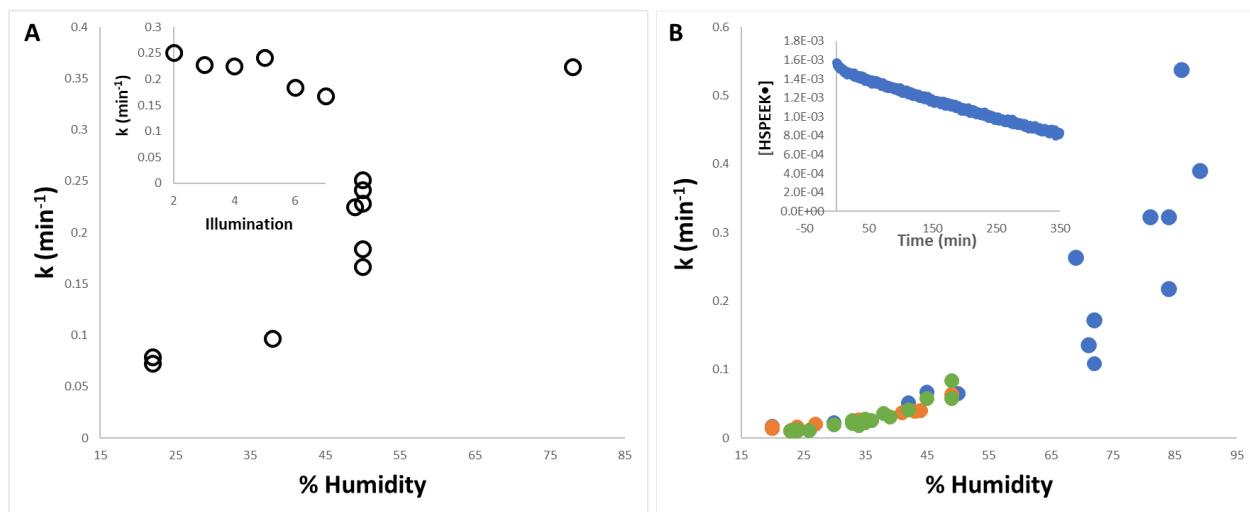 A
0.4
0.35
0.3
0.25
0.2
0.15
0.1
0.05
0
k (min-1)
15 25 35 45 55 65 75 85
% Humidity
0.3
0.25
0.2
0.15
0.1
0.05
0
k (min-1)
2 4 6
Illumination
B
0.6
0.5
0.4
0.3
0.2
0.1
0
k (min-1)
15 25 35 45 55 65 75 85 95
% Humidity
1.8E-03
1.6E-03
1.4E-03
1.2E-03
1.0E-03
8.0E-04
6.0E-04
4.0E-04
2.0E-04
0.0E+00
[HSPEEK●]
-50 50 150 250 350
Time (min)